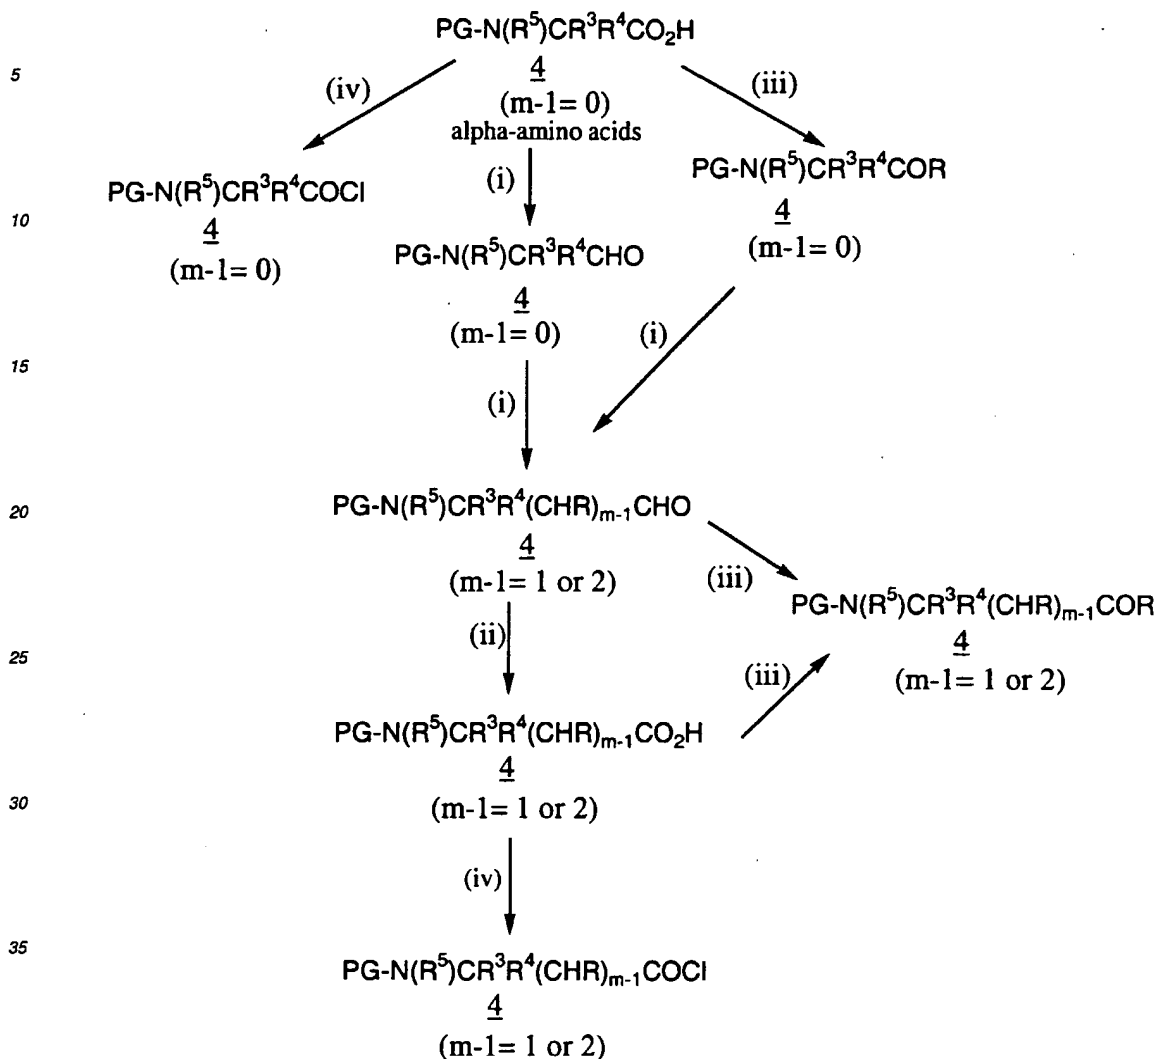 PG-N(R⁵)CR³R⁴CO₂H
5
4
(iv)
(iii)
(m-1= 0)
alpha-amino acids
PG-N(R⁵)CR³R⁴COCl
(i)
PG-N(R⁵)CR³R⁴COR
10
4
4
(m-1= 0)
PG-N(R⁵)CR³R⁴CHO
(m-1= 0)
4
(m-1= 0)
(i)
15
(i)
20
PG-N(R⁵)CR³R⁴(CHR)ₘ₋₁CHO
4
(m-1= 1 or 2)
(iii)
PG-N(R⁵)CR³R⁴(CHR)ₘ₋₁COR
(ii)
4
25
(iii)
(m-1= 1 or 2)
PG-N(R⁵)CR³R⁴(CHR)ₘ₋₁CO₂H
4
30
(m-1= 1 or 2)
(iv)
35
PG-N(R⁵)CR³R⁴(CHR)ₘ₋₁COCl
4
(m-1= 1 or 2)